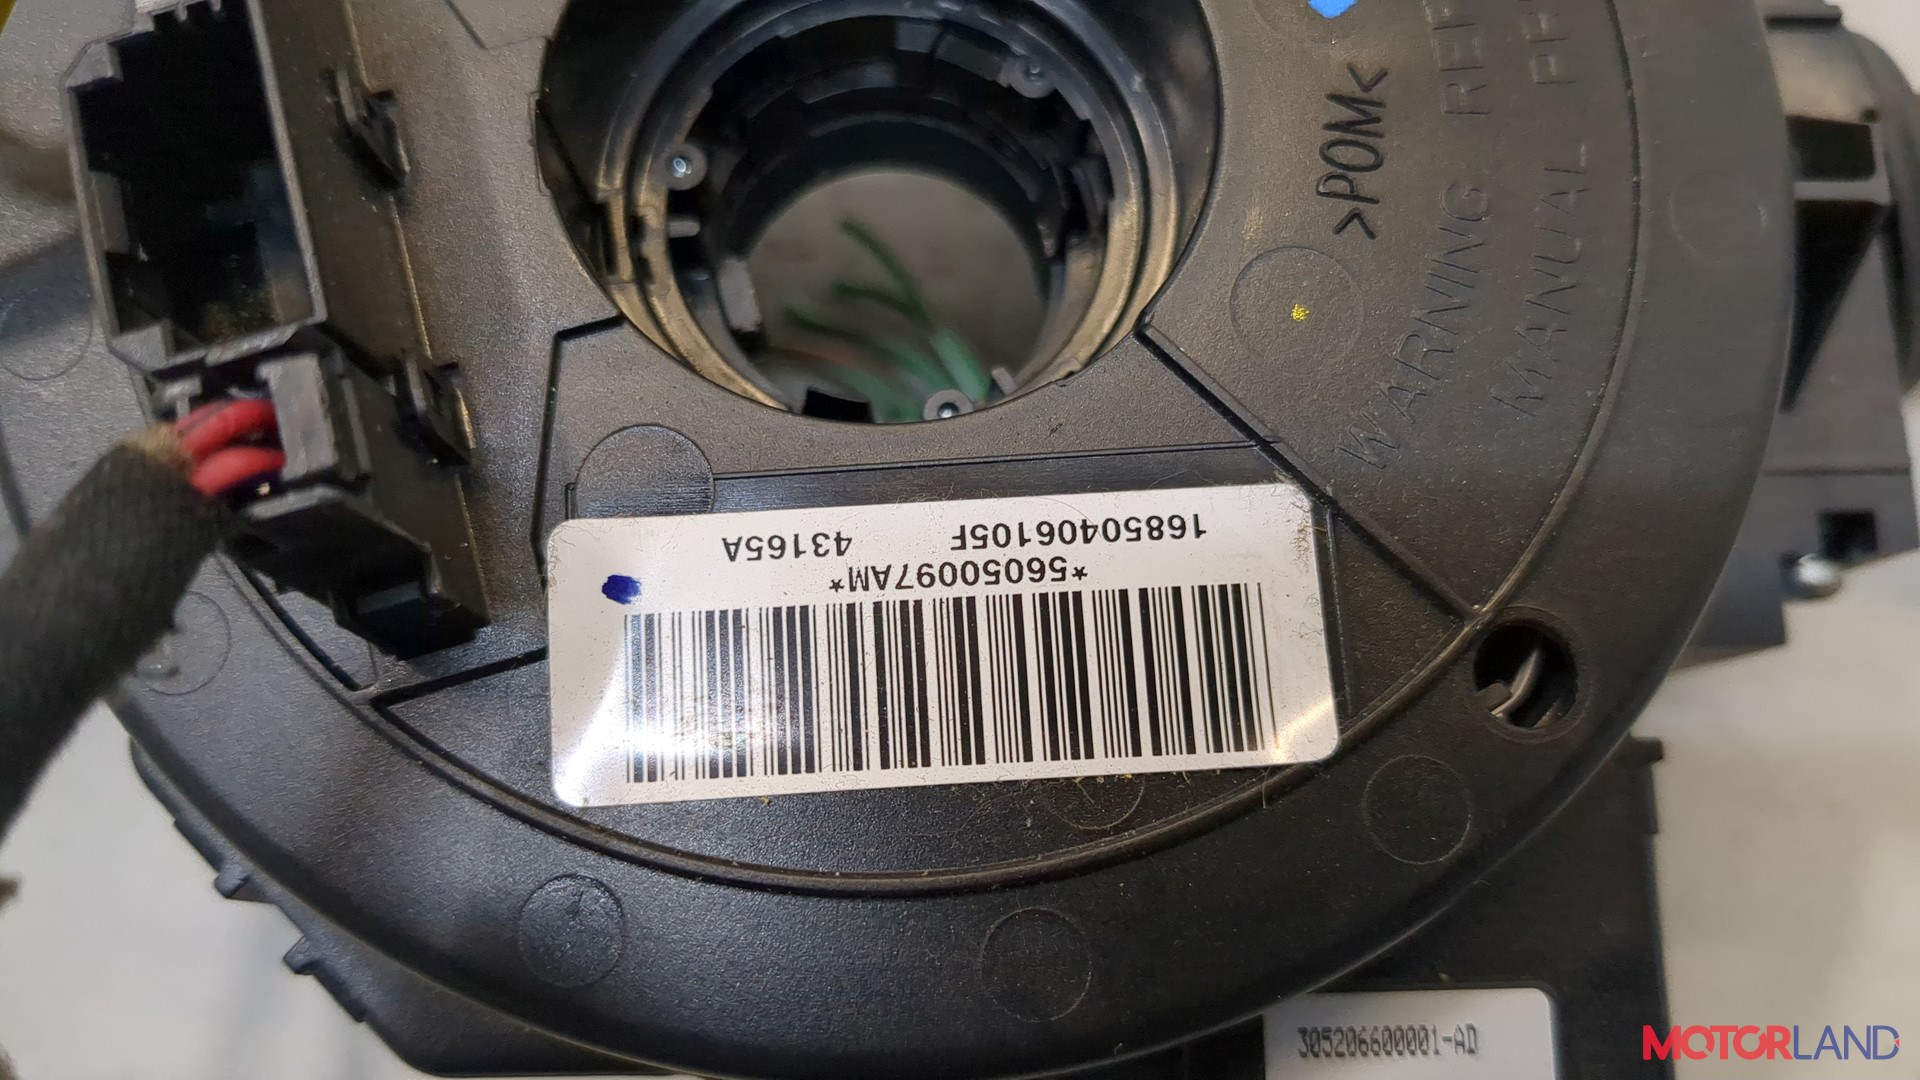 >POM<
WARNING
MANUAL
16850406105F 43165A
*56050097AM*
305206600001-AD
MOTORLAND